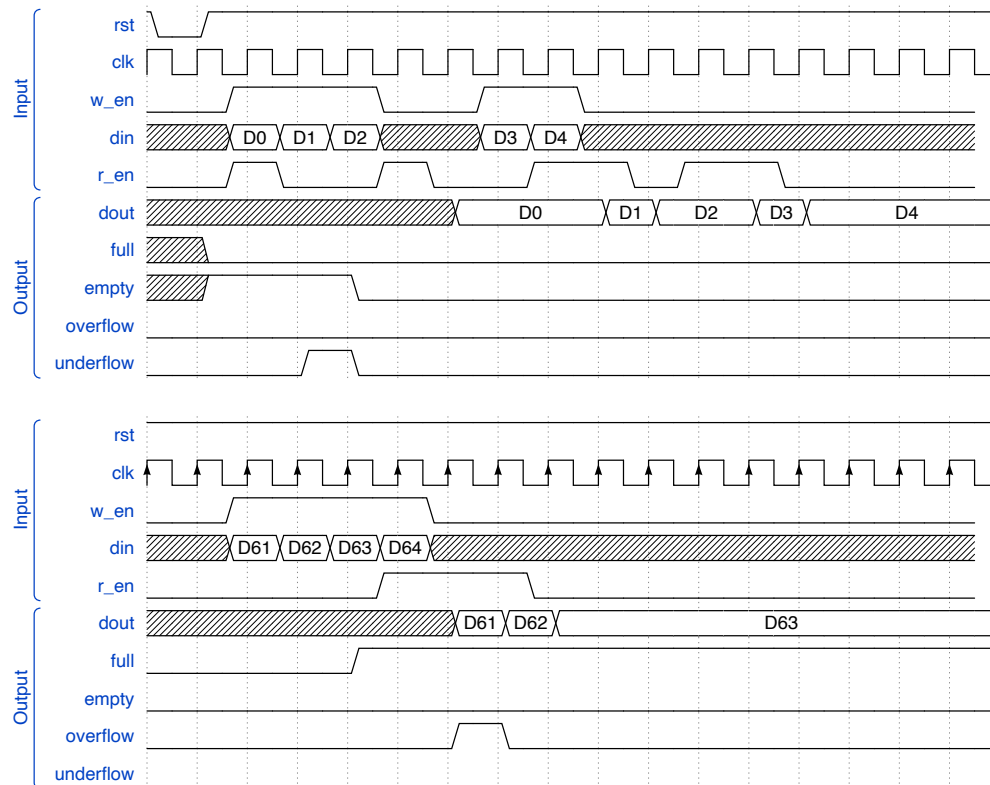 Input
rst
clk
w_en
din D0 D1 D2 D3 D4
r_en
Output
dout D0 D1 D2 D3 D4
full
empty
overflow
underflow
Input
rst
clk
w_en
din D61 D62 D63 D64
r_en
Output
dout D61 D62 D63
full
empty
overflow
underflow